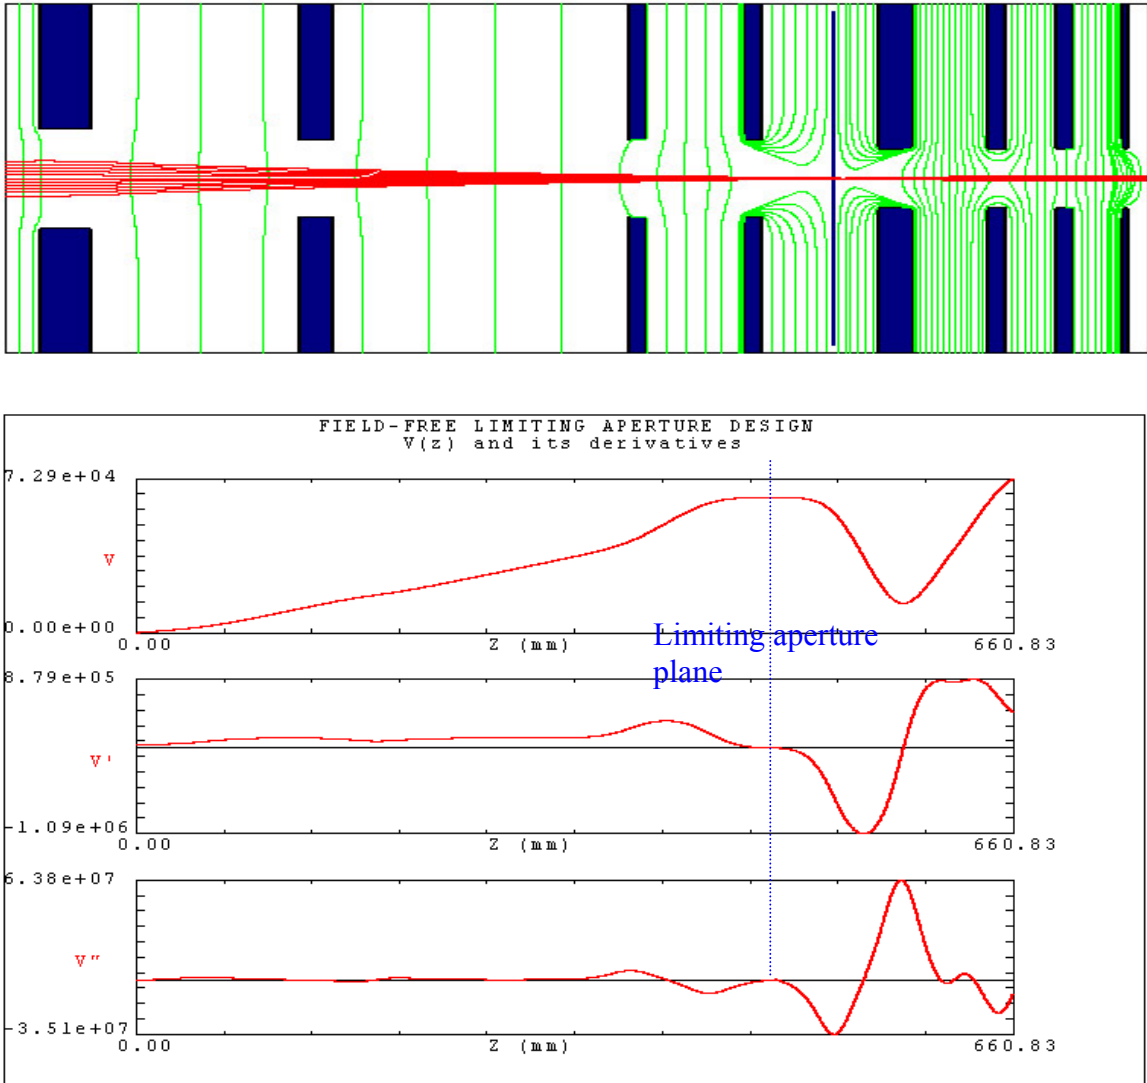 FIELD-FREE LIMITING APERTURE DESIGN
V(z) and its derivatives
7.29e+04
V
0.00e+00
0.00
Z (mm)
660.83
Limiting aperture
plane
8.79e+05
V'
-1.09e+06
0.00
Z (mm)
660.83
6.38e+07
V"
-3.51e+07
0.00
Z (mm)
660.83